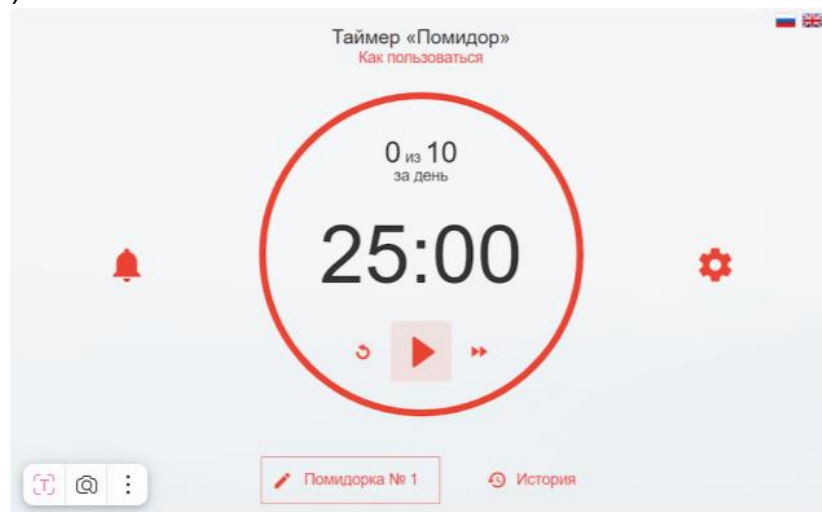 Таймер «Помидор»
Как пользоваться
0 из 10
за день
25:00
Помидорка № 1
История